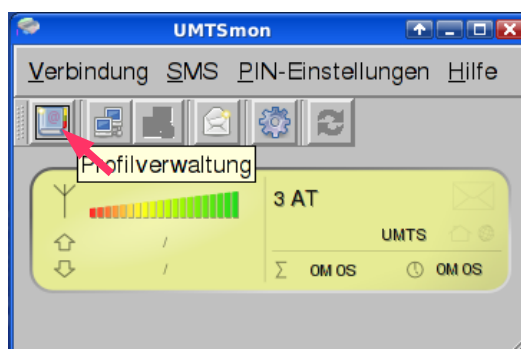 UMTSmon
Verbindung SMS PIN-Einstellungen Hilfe
Profilverwaltung
3 AT
UMTS
/
/
Σ 0M 0S 0M 0S